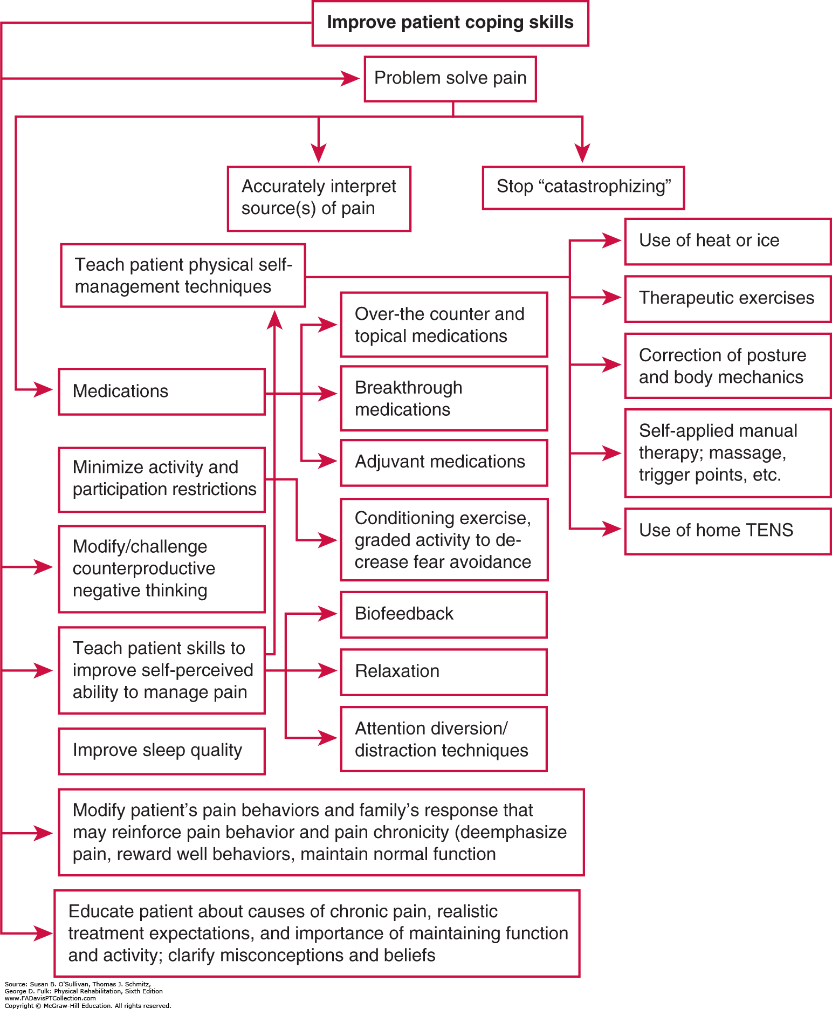 Improve patient coping skills
Problem solve pain
Accurately interpret
source(s) of pain
Stop “catastrophizing”
Teach patient physical self-
management techniques
Use of heat or ice
Therapeutic exercises
Correction of posture
and body mechanics
Self-applied manual
therapy; massage,
trigger points, etc.
Use of home TENS
Over-the counter and
topical medications
Medications
Breakthrough
medications
Adjuvant medications
Minimize activity and
participation restrictions
Conditioning exercise,
graded activity to de-
crease fear avoidance
Modify/challenge
counterproductive
negative thinking
Teach patient skills to
improve self-perceived
ability to manage pain
Biofeedback
Relaxation
Attention diversion/
distraction techniques
Improve sleep quality
Modify patient’s pain behaviors and family’s response that
may reinforce pain behavior and pain chronicity (deemphasize
pain, reward well behaviors, maintain normal function
Educate patient about causes of chronic pain, realistic
treatment expectations, and importance of maintaining function
and activity; clarify misconceptions and beliefs
Source: Susan B. O'Sullivan, Thomas J. Schmitz,
George D. Fulk: Physical Rehabilitation, Sixth Edition
www.FADavisPTCollection.com
Copyright © McGraw-Hill Education. All rights reserved.